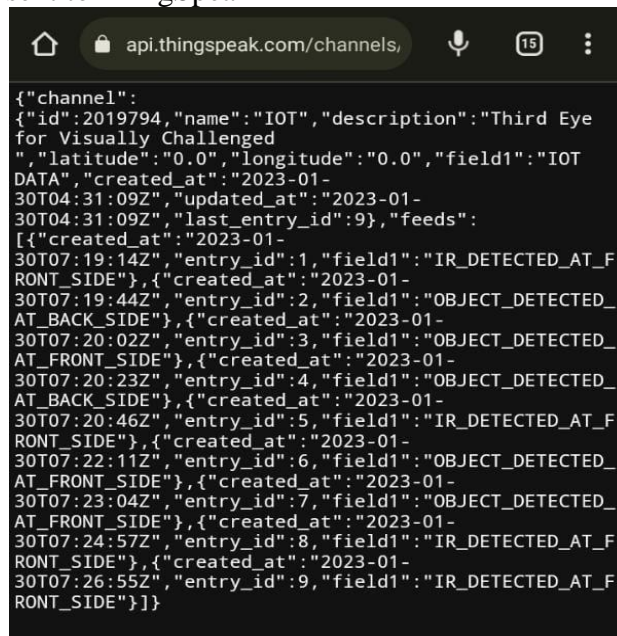 api.thingspeak.com/channels/
15
{"channel":
{"id":2019794,"name":"IOT","description":"Third Eye
for Visually Challenged
","latitude":"0.0","longitude":"0.0","field1":"IOT
DATA","created_at":"2023-01-
30T04:31:09Z","updated_at":"2023-01-
30T04:31:09Z","last_entry_id":9},"feeds":
[{"created_at":"2023-01-
30T07:19:14Z","entry_id":1,"field1":"IR_DETECTED_AT_F
RONT_SIDE"},{"created_at":"2023-01-
30T07:19:44Z","entry_id":2,"field1":"OBJECT_DETECTED_
AT_BACK_SIDE"},{"created_at":"2023-01-
30T07:20:02Z","entry_id":3,"field1":"OBJECT_DETECTED_
AT_FRONT_SIDE"},{"created_at":"2023-01-
30T07:20:23Z","entry_id":4,"field1":"OBJECT_DETECTED_
AT_BACK_SIDE"},{"created_at":"2023-01-
30T07:20:46Z","entry_id":5,"field1":"IR_DETECTED_AT_F
RONT_SIDE"},{"created_at":"2023-01-
30T07:22:11Z","entry_id":6,"field1":"OBJECT_DETECTED_
AT_FRONT_SIDE"},{"created_at":"2023-01-
30T07:23:04Z","entry_id":7,"field1":"OBJECT_DETECTED_
AT_FRONT_SIDE"},{"created_at":"2023-01-
30T07:24:57Z","entry_id":8,"field1":"IR_DETECTED_AT_F
RONT_SIDE"},{"created_at":"2023-01-
30T07:26:55Z","entry_id":9,"field1":"IR_DETECTED_AT_F
RONT_SIDE"}]}